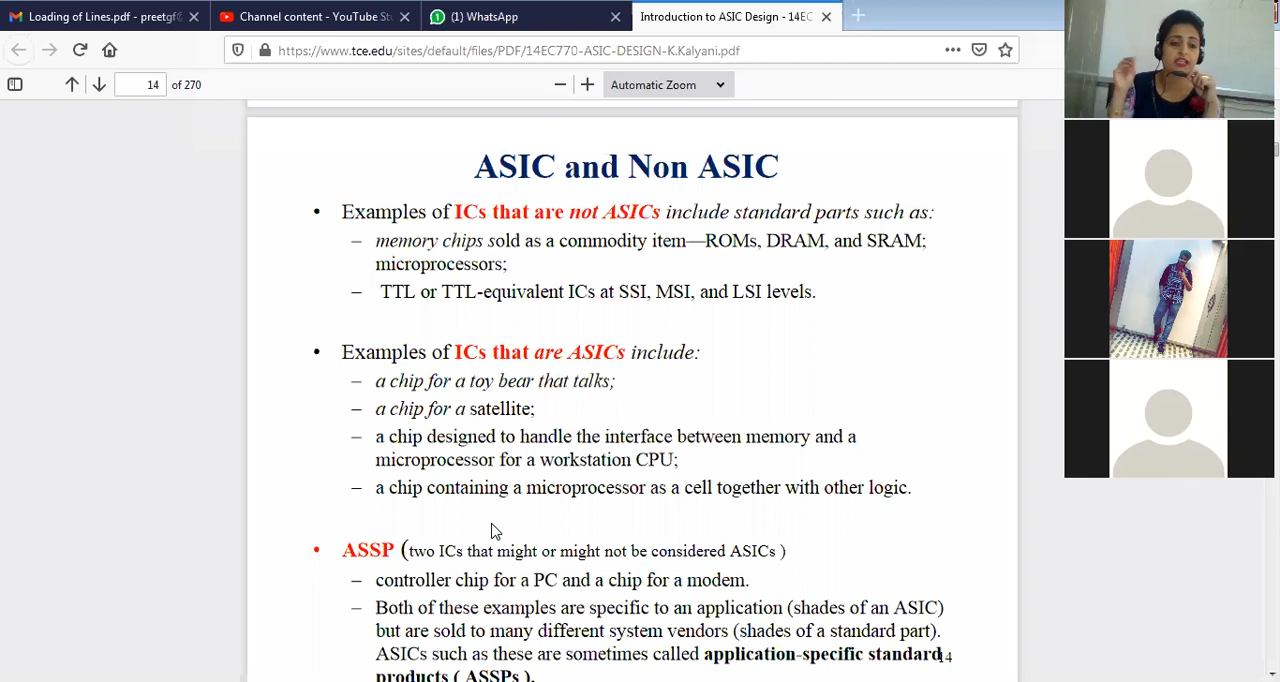 Loading of Lines.pdf - preetgf@
Channel content - YouTube St
(1) WhatsApp
Introduction to ASIC Design - 14EC
https://www.tce.edu/sites/default/files/PDF/14EC770-ASIC-DESIGN-K.Kalyani.pdf
14 of 270
Automatic Zoom
ASIC and Non ASIC
• Examples of ICs that are not ASICs include standard parts such as:
– memory chips sold as a commodity item—ROMs, DRAM, and SRAM;
microprocessors;
– TTL or TTL-equivalent ICs at SSI, MSI, and LSI levels.
• Examples of ICs that are ASICs include:
– a chip for a toy bear that talks;
– a chip for a satellite;
– a chip designed to handle the interface between memory and a
microprocessor for a workstation CPU;
– a chip containing a microprocessor as a cell together with other logic.
• ASSP (two ICs that might or might not be considered ASICs )
– controller chip for a PC and a chip for a modem.
– Both of these examples are specific to an application (shades of an ASIC)
but are sold to many different system vendors (shades of a standard part).
ASICs such as these are sometimes called application-specific standard
14
products ( ASSPs ).